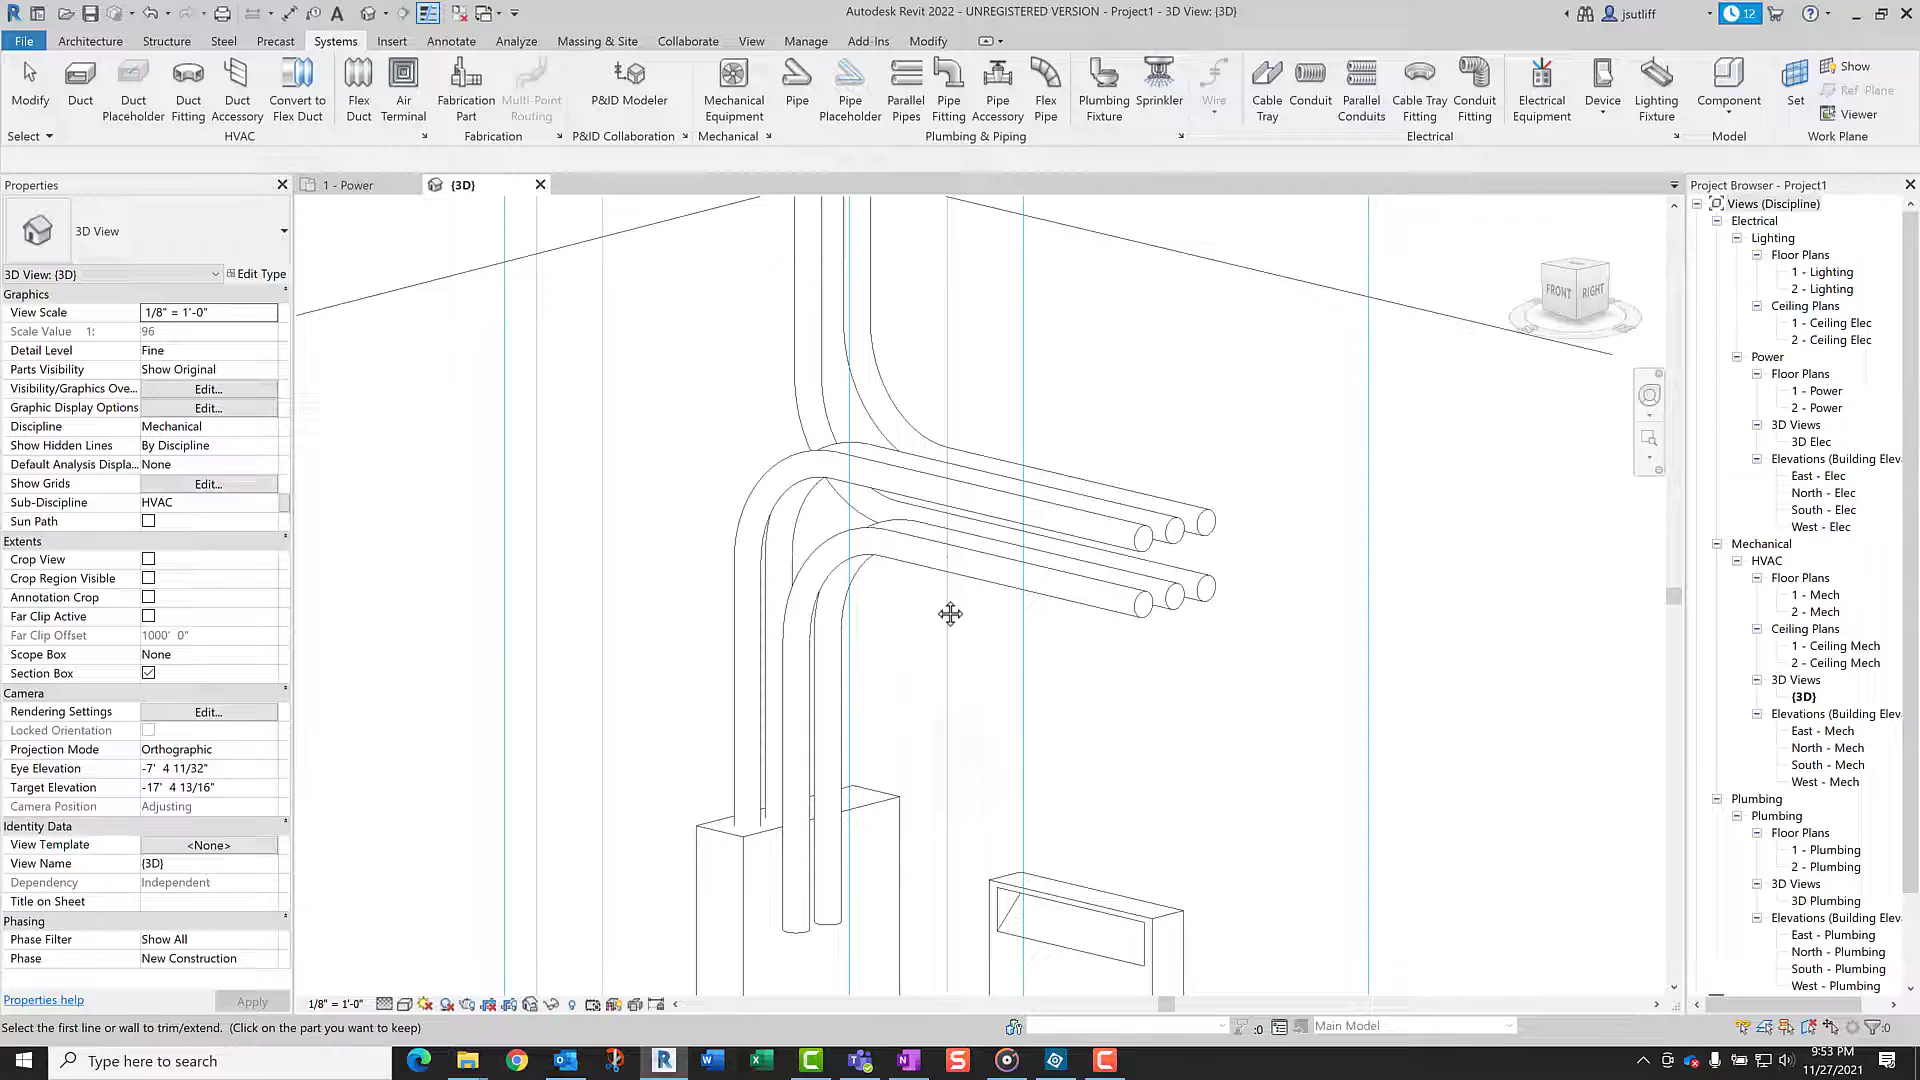 Autodesk Revit 2022 - UNREGISTERED VERSION - Project1 - 3D View: {3D}
jsutliff
12
File
Architecture
Structure
Steel
Precast
Systems
Insert
Annotate
Analyze
Massing & Site
Collaborate
View
Manage
Add-Ins
Modify
Modify
Duct
Duct Placeholder
Duct Fitting
Duct Accessory
Convert to Flex Duct
Flex Duct
Air Terminal
Fabrication Part
Multi-Point Routing
P&ID Modeler
Mechanical Equipment
Pipe
Pipe Placeholder
Parallel Pipes
Pipe Fitting
Pipe Accessory
Flex Pipe
Plumbing Fixture
Sprinkler
Wire
Cable Tray
Conduit
Parallel Conduits
Cable Tray Fitting
Conduit Fitting
Electrical Equipment
Device
Lighting Fixture
Component
Set
Show
Ref Plane
Viewer
Select
HVAC
Fabrication
P&ID Collaboration
Mechanical
Plumbing & Piping
Electrical
Model
Work Plane
Properties
3D View
3D View: {3D}
Edit Type
Graphics
View Scale 1/8" = 1'-0"
Scale Value 1: 96
Detail Level Fine
Parts Visibility Show Original
Visibility/Graphics Ove... Edit...
Graphic Display Options Edit...
Discipline Mechanical
Show Hidden Lines By Discipline
Default Analysis Displa... None
Show Grids Edit...
Sub-Discipline HVAC
Sun Path
Extents
Crop View
Crop Region Visible
Annotation Crop
Far Clip Active
Far Clip Offset 1000' 0"
Scope Box None
Section Box
Camera
Rendering Settings Edit...
Locked Orientation
Projection Mode Orthographic
Eye Elevation -7' 4 11/32"
Target Elevation -17' 4 13/16"
Camera Position Adjusting
Identity Data
View Template <None>
View Name {3D}
Dependency Independent
Title on Sheet
Phasing
Phase Filter Show All
Phase New Construction
Properties help
Apply
1 - Power
{3D}
FRONT
RIGHT
1/8" = 1'-0"
Project Browser - Project1
Views (Discipline)
Electrical
Lighting
Floor Plans
1 - Lighting
2 - Lighting
Ceiling Plans
1 - Ceiling Elec
2 - Ceiling Elec
Power
Floor Plans
1 - Power
2 - Power
3D Views
3D Elec
Elevations (Building Elev
East - Elec
North - Elec
South - Elec
West - Elec
Mechanical
HVAC
Floor Plans
1 - Mech
2 - Mech
Ceiling Plans
1 - Ceiling Mech
2 - Ceiling Mech
3D Views
{3D}
Elevations (Building Elev
East - Mech
North - Mech
South - Mech
West - Mech
Plumbing
Plumbing
Floor Plans
1 - Plumbing
2 - Plumbing
3D Views
3D Plumbing
Elevations (Building Elev
East - Plumbing
North - Plumbing
South - Plumbing
West - Plumbing
Select the first line or wall to trim/extend. (Click on the part you want to keep)
:0
Main Model
:0
Type here to search
9:53 PM
11/27/2021